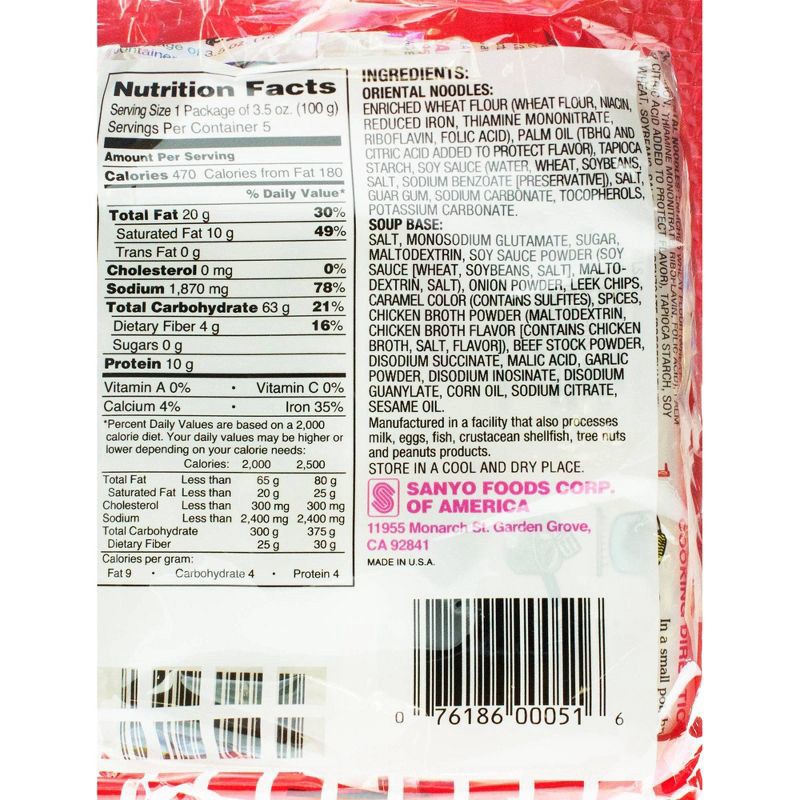 Nutrition Facts
Serving Size 1 Package of 3.5 oz. (100 g)
Servings Per Container 5
Amount Per Serving
Calories 470 Calories from Fat 180
% Daily Value*
Total Fat 20 g 30%
Saturated Fat 10 g 49%
Trans Fat 0 g
Cholesterol 0 mg 0%
Sodium 1,870 mg 78%
Total Carbohydrate 63 g 21%
Dietary Fiber 4 g 16%
Sugars 0 g
Protein 10 g
Vitamin A 0% • Vitamin C 0%
Calcium 4% • Iron 35%
*Percent Daily Values are based on a 2,000
calorie diet. Your daily values may be higher or
lower depending on your calorie needs:
Calories: 2,000 2,500
Total Fat Less than 65 g 80 g
Saturated Fat Less than 20 g 25 g
Cholesterol Less than 300 mg 300 mg
Sodium Less than 2,400 mg 2,400 mg
Total Carbohydrate 300 g 375 g
Dietary Fiber 25 g 30 g
Calories per gram:
Fat 9 • Carbohydrate 4 • Protein 4
INGREDIENTS:
ORIENTAL NOODLES:
ENRICHED WHEAT FLOUR (WHEAT FLOUR, NIACIN,
REDUCED IRON, THIAMINE MONONITRATE,
RIBOFLAVIN, FOLIC ACID), PALM OIL (TBHQ AND
CITRIC ACID ADDED TO PROTECT FLAVOR), TAPIOCA
STARCH, SOY SAUCE (WATER, WHEAT, SOYBEANS,
SALT, SODIUM BENZOATE [PRESERVATIVE]), SALT,
GUAR GUM, SODIUM CARBONATE, TOCOPHEROLS,
POTASSIUM CARBONATE.
SOUP BASE:
SALT, MONOSODIUM GLUTAMATE, SUGAR,
MALTODEXTRIN, SOY SAUCE POWDER (SOY
SAUCE [WHEAT, SOYBEANS, SALT], MALTO-
DEXTRIN, SALT), ONION POWDER, LEEK CHIPS,
CARAMEL COLOR (CONTAINS SULFITES), SPICES,
CHICKEN BROTH POWDER (MALTODEXTRIN,
CHICKEN BROTH FLAVOR [CONTAINS CHICKEN
BROTH, SALT, FLAVOR]), BEEF STOCK POWDER,
DISODIUM SUCCINATE, MALIC ACID, GARLIC
POWDER, DISODIUM INOSINATE, DISODIUM
GUANYLATE, CORN OIL, SODIUM CITRATE,
SESAME OIL.
Manufactured in a facility that also processes
milk, eggs, fish, crustacean shellfish, tree nuts
and peanuts products.
STORE IN A COOL AND DRY PLACE.
SANYO FOODS CORP.
OF AMERICA
11955 Monarch St. Garden Grove,
CA 92841
MADE IN U.S.A.
0 76186 00051 6
TAPIOCA STARCH, SOY
CITRIC ACID ADDED TO PROTECT
In a small